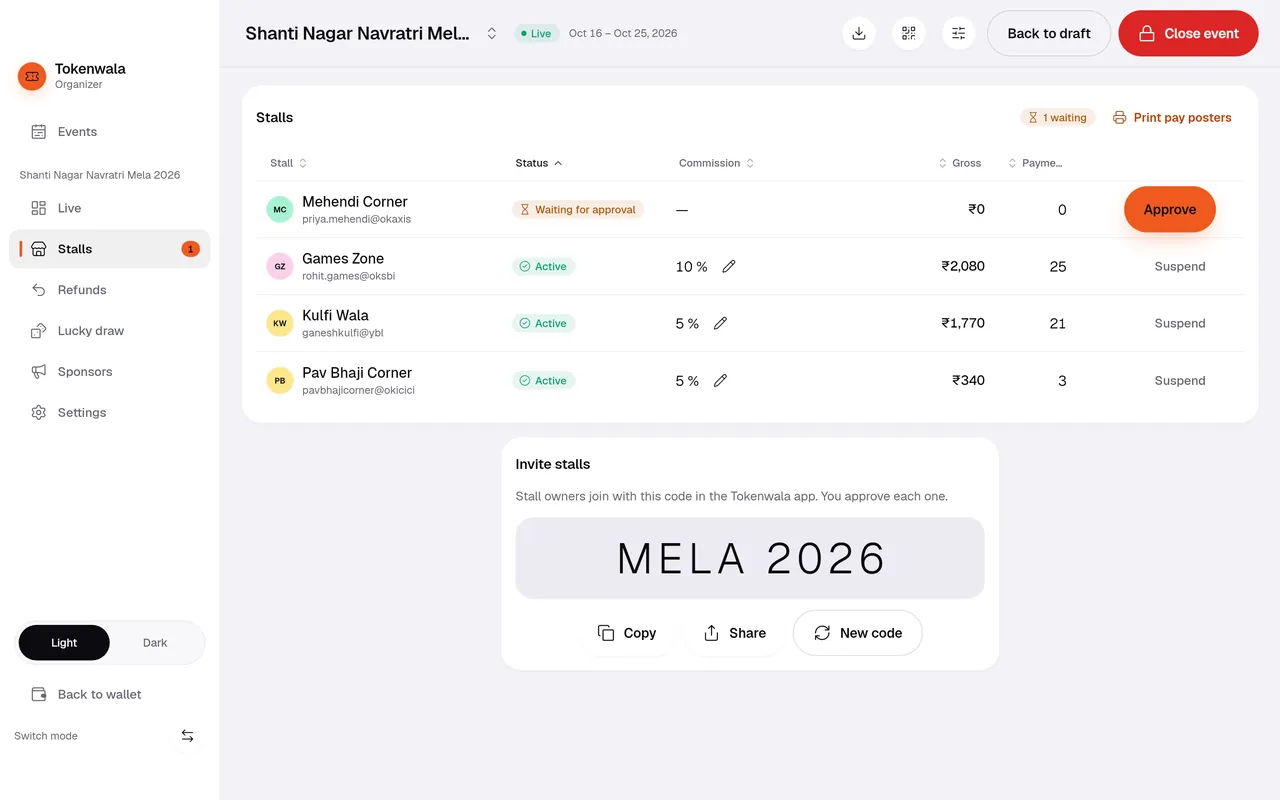 Tokenwala
Organizer
Events
Shanti Nagar Navratri Mela 2026
Live
Stalls
1
Refunds
Lucky draw
Sponsors
Settings
Light
Dark
Back to wallet
Switch mode
Shanti Nagar Navratri Mel...
Live
Oct 16 – Oct 25, 2026
Back to draft
Close event
Stalls
1 waiting
Print pay posters
Stall
Status
Commission
Gross
Payme...
MC
Mehendi Corner
priya.mehendi@okaxis
Waiting for approval
—
₹0
0
Approve
GZ
Games Zone
rohit.games@oksbi
Active
10 %
₹2,080
25
Suspend
KW
Kulfi Wala
ganeshkulfi@ybl
Active
5 %
₹1,770
21
Suspend
PB
Pav Bhaji Corner
pavbhajicorner@okicici
Active
5 %
₹340
3
Suspend
Invite stalls
Stall owners join with this code in the Tokenwala app. You approve each one.
MELA 2026
Copy
Share
New code